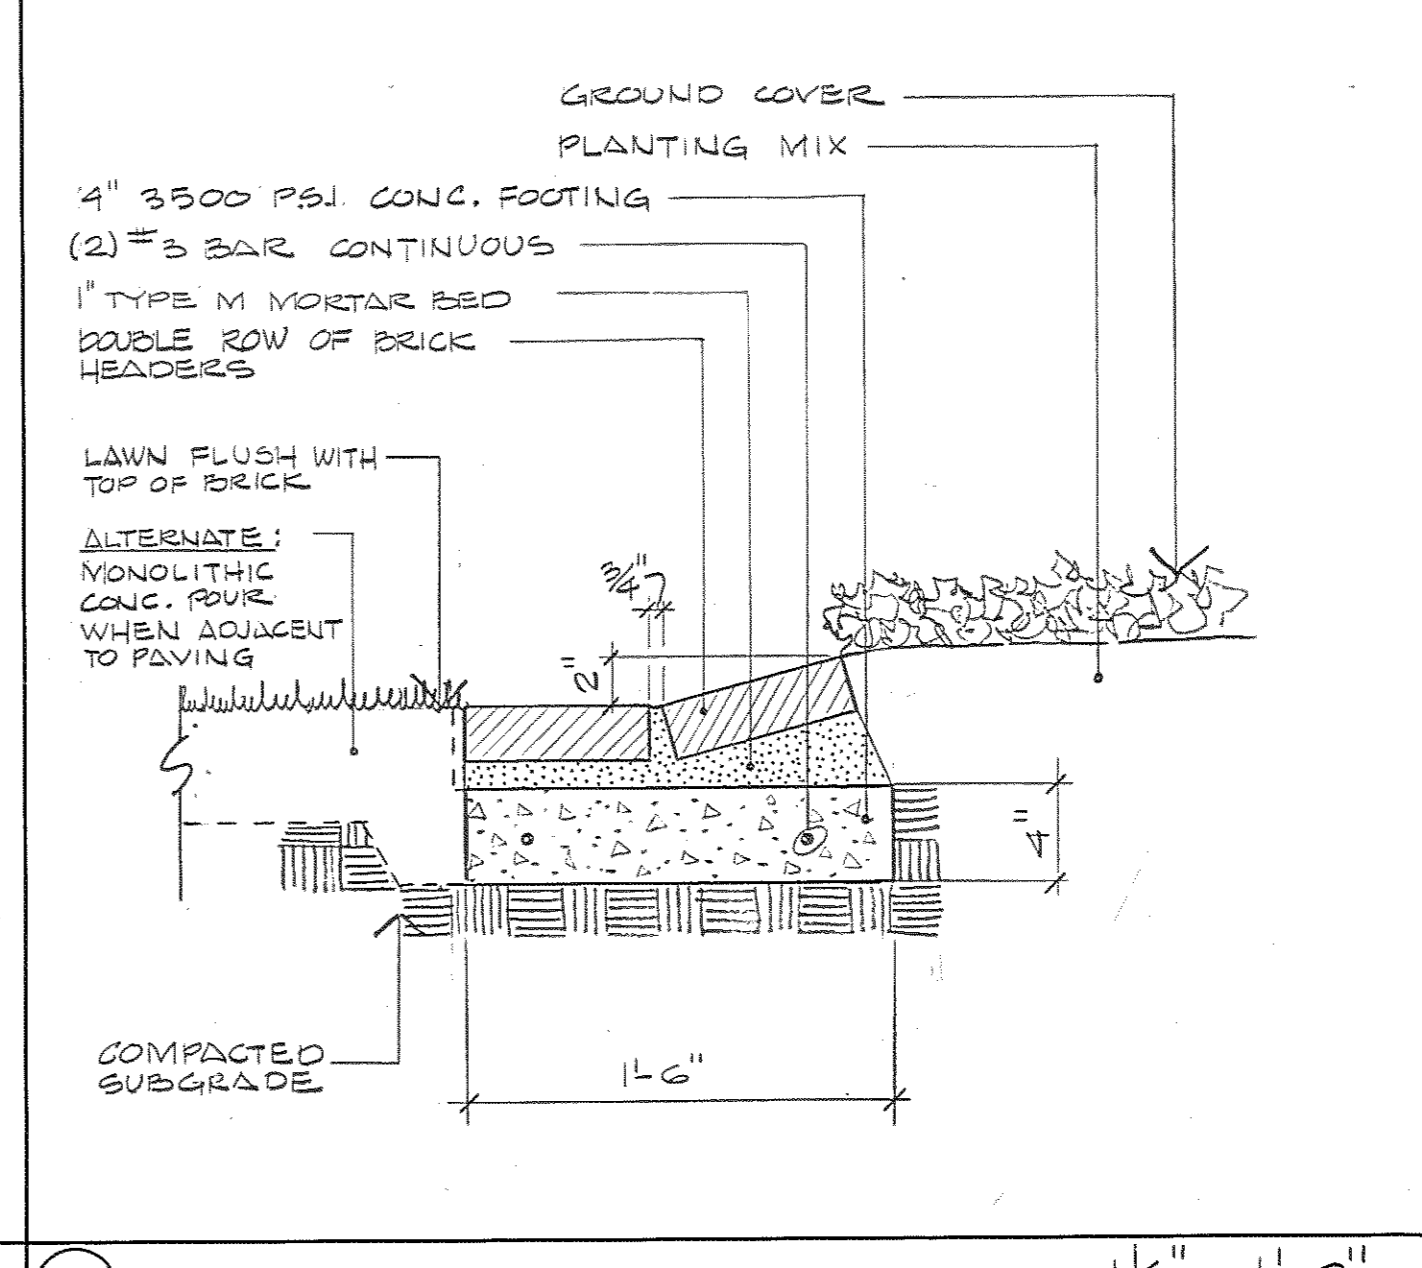 GROUND COVER
PLANTING MIX
4" 3500 P.S.I. CONC. FOOTING
(2) #3 BAR CONTINUOUS
1" TYPE M MORTAR BED
DOUBLE ROW OF BRICK
HEADERS
LAWN FLUSH WITH
TOP OF BRICK
ALTERNATE:
MONOLITHIC
CONC. POUR
WHEN ADJACENT
TO PAVING
3/4"
2"
4"
COMPACTED
SUBGRADE
1'-6"